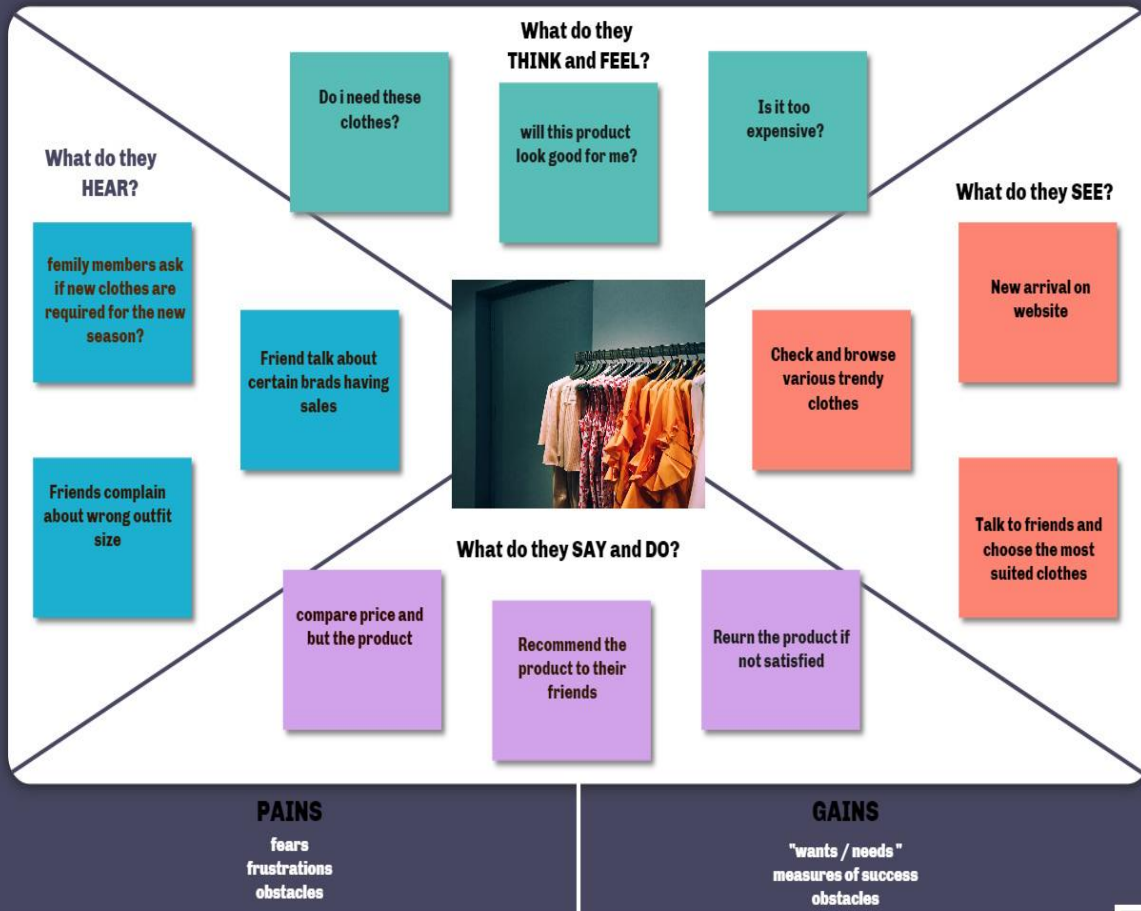 What do they
THINK and FEEL?
Do i need these
clothes?
will this product
look good for me?
Is it too
expensive?
What do they
HEAR?
femily members ask
if new clothes are
required for the new
season?
Friend talk about
certain brads having
sales
Friends complain
about wrong outfit
size
What do they SEE?
New arrival on
website
Check and browse
various trendy
clothes
Talk to friends and
choose the most
suited clothes
What do they SAY and DO?
compare price and
but the product
Recommend the
product to their
friends
Reurn the product if
not satisfied
PAINS
fears
frustrations
obstacles
GAINS
"wants / needs "
measures of success
obstacles